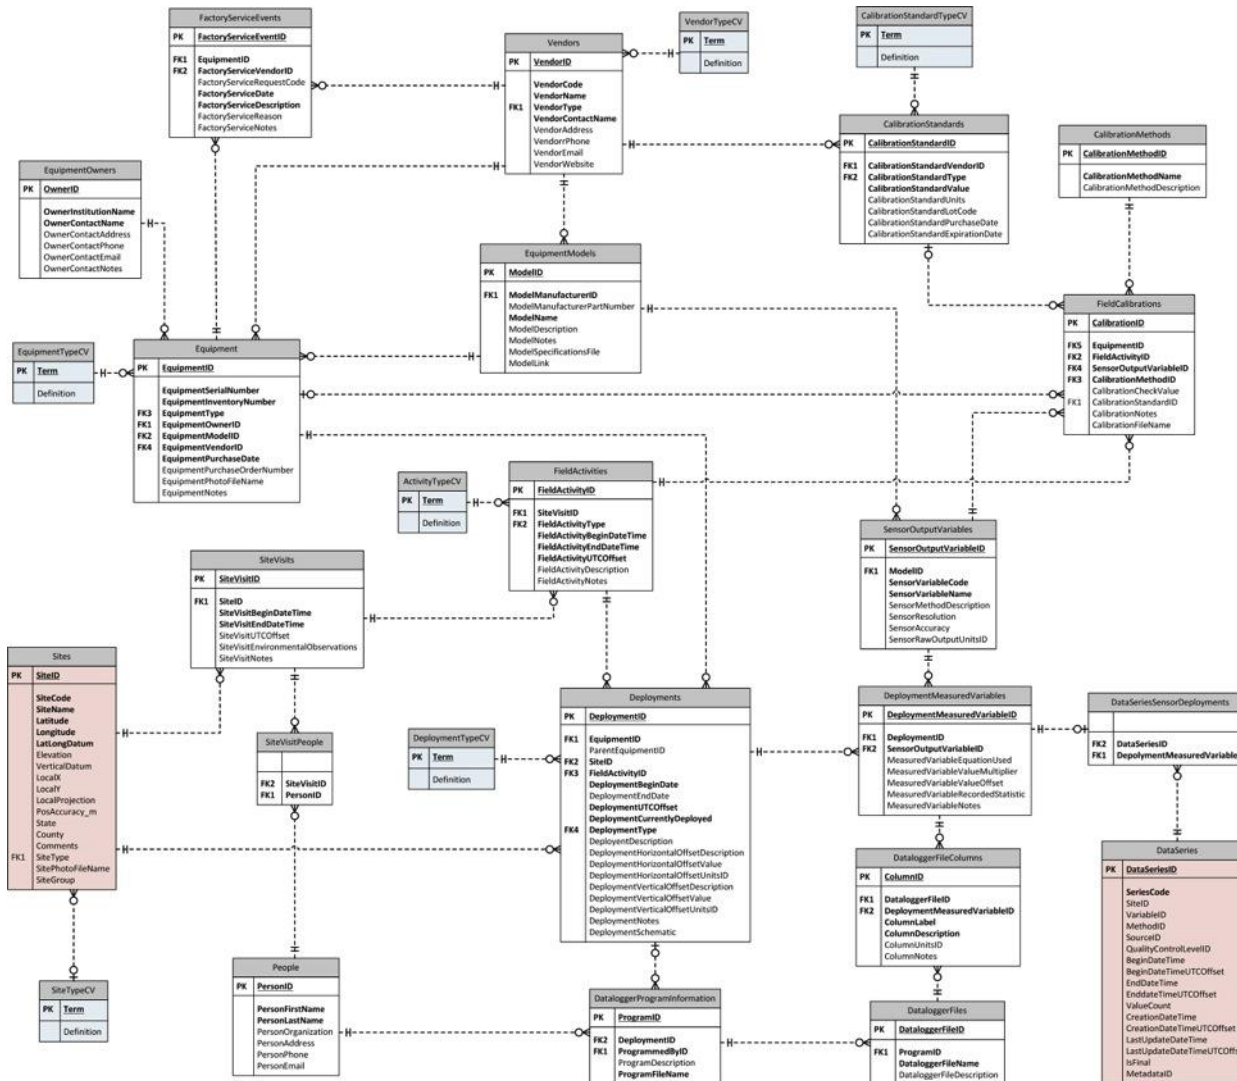 FactoryServiceEvents
PK FactoryServiceEventID
FK1 EquipmentID
FK2 FactoryServiceVendorID
FactoryServiceRequestCode
FactoryServiceDate
FactoryServiceDescription
FactoryServiceReason
FactoryServiceNotes
Vendors
PK VendorID
VendorCode
VendorName
FK1 VendorType
VendorContactName
VendorAddress
VendorrPhone
VendorEmail
VendorWebsite
VendorTypeCV
PK Term
Definition
CalibrationStandardTypeCV
PK Term
Definition
CalibrationStandards
PK CalibrationStandardID
FK1 CalibrationStandardVendorID
FK2 CalibrationStandardType
CalibrationStandardValue
CalibrationStandardUnits
CalibrationStandardLotCode
CalibrationStandardPurchaseDate
CalibrationStandardExpirationDate
CalibrationMethods
PK CalibrationMethodID
CalibrationMethodName
CalibrationMethodDescription
EquipmentOwners
PK OwnerID
OwnerInstitutionName
OwnerContactName
OwnerContactAddress
OwnerContactPhone
OwnerContactEmail
OwnerContactNotes
EquipmentModels
PK ModelID
FK1 ModelManufacturerID
ModelManufacturerPartNumber
ModelName
ModelDescription
ModelNotes
ModelSpecificationsFile
ModelLink
FieldCalibrations
PK CalibrationID
FK5 EquipmentID
FK2 FieldActivityID
FK4 SensorOutputVariableID
FK3 CalibrationMethodID
CalibrationCheckValue
FK1 CalibrationStandardID
CalibrationNotes
CalibrationFileName
EquipmentTypeCV
PK Term
Definition
Equipment
PK EquipmentID
EquipmentSerialNumber
EquipmentInventoryNumber
FK3 EquipmentType
FK1 EquipmentOwnerID
FK2 EquipmentModelID
FK4 EquipmentVendorID
EquipmentPurchaseDate
EquipmentPurchaseOrderNumber
EquipmentPhotoFileName
EquipmentNotes
ActivityTypeCV
PK Term
Definition
FieldActivities
PK FieldActivityID
FK1 SiteVisitID
FK2 FieldActivityType
FieldActivityBeginDateTime
FieldActivityEndDateTime
FieldActivityUTCOffset
FieldActivityDescription
FieldActivityNotes
SensorOutputVariables
PK SensorOutputVariableID
FK1 ModelID
SensorVariableCode
SensorVariableName
SensorMethodDescription
SensorResolution
SensorAccuracy
SensorRawOutputUnitsID
SiteVisits
PK SiteVisitID
FK1 SiteID
SiteVisitBeginDateTime
SiteVisitEndDateTime
SiteVisitUTCOffset
SiteVisitEnvironmentalObservations
SiteVisitNotes
Sites
PK SiteID
SiteCode
SiteName
Latitude
Longitude
LatLongDatum
Elevation
VerticalDatum
LocalX
LocalY
LocalProjection
PosAccuracy_m
State
County
Comments
FK1 SiteType
SitePhotoFileName
SiteGroup
SiteVisitPeople
FK2 SiteVisitID
FK1 PersonID
DeploymentTypeCV
PK Term
Definition
Deployments
PK DeploymentID
FK1 EquipmentID
ParentEquipmentID
FK2 SiteID
FK3 FieldActivityID
DeploymentBeginDate
DeploymentEndDate
DeploymentUTCOffset
DeploymentCurrentlyDeployed
FK4 DeploymentType
DeployentDescription
DeploymentHorizontalOffsetDescription
DeploymentHorizontalOffsetValue
DeploymentHorizontalOffsetUnitsID
DeploymentVerticalOffsetDescription
DeploymentVerticalOffsetValue
DeploymentVerticalOffsetUnitsID
DeploymentNotes
DeploymentSchematic
DeploymentMeasuredVariables
PK DeploymentMeasuredVariableID
FK1 DeploymentID
FK2 SensorOutputVariableID
MeasuredVariableEquationUsed
MeasuredVariableValueMultiplier
MeasuredVariableValueOffset
MeasuredVariableRecordedStatistic
MeasuredVariableNotes
DataSeriesSensorDeployments
FK2 DataSeriesID
FK1 DepolymentMeasuredVariable
DataloggerFileColumns
PK ColumnID
FK1 DataloggerFileID
FK2 DeploymentMeasuredVariableID
ColumnLabel
ColumnDescription
ColumnUnitsID
ColumnNotes
DataSeries
PK DataSeriesID
SeriesCode
SiteID
VariableID
MethodID
SourceID
QualityControlLevelID
BeginDateTime
BeginDateTimeUTCOffset
EndDateTime
EnddateTimeUTCOffset
ValueCount
CreationDateTime
CreationDateTimeUTCOffset
LastUpdateDateTime
LastUpdateDateTimeUTCOffs
IsFinal
MetadataID
SiteTypeCV
PK Term
Definition
People
PK PersonID
PersonFirstName
PersonLastName
PersonOrganization
PersonAddress
PersonPhone
PersonEmail
DataloggerProgramInformation
PK ProgramID
FK2 DeploymentID
FK1 ProgrammedByID
ProgramDescription
ProgramFileName
DataloggerFiles
PK DataloggerFileID
FK1 ProgramID
DataloggerFileName
DataloggerFileDescription